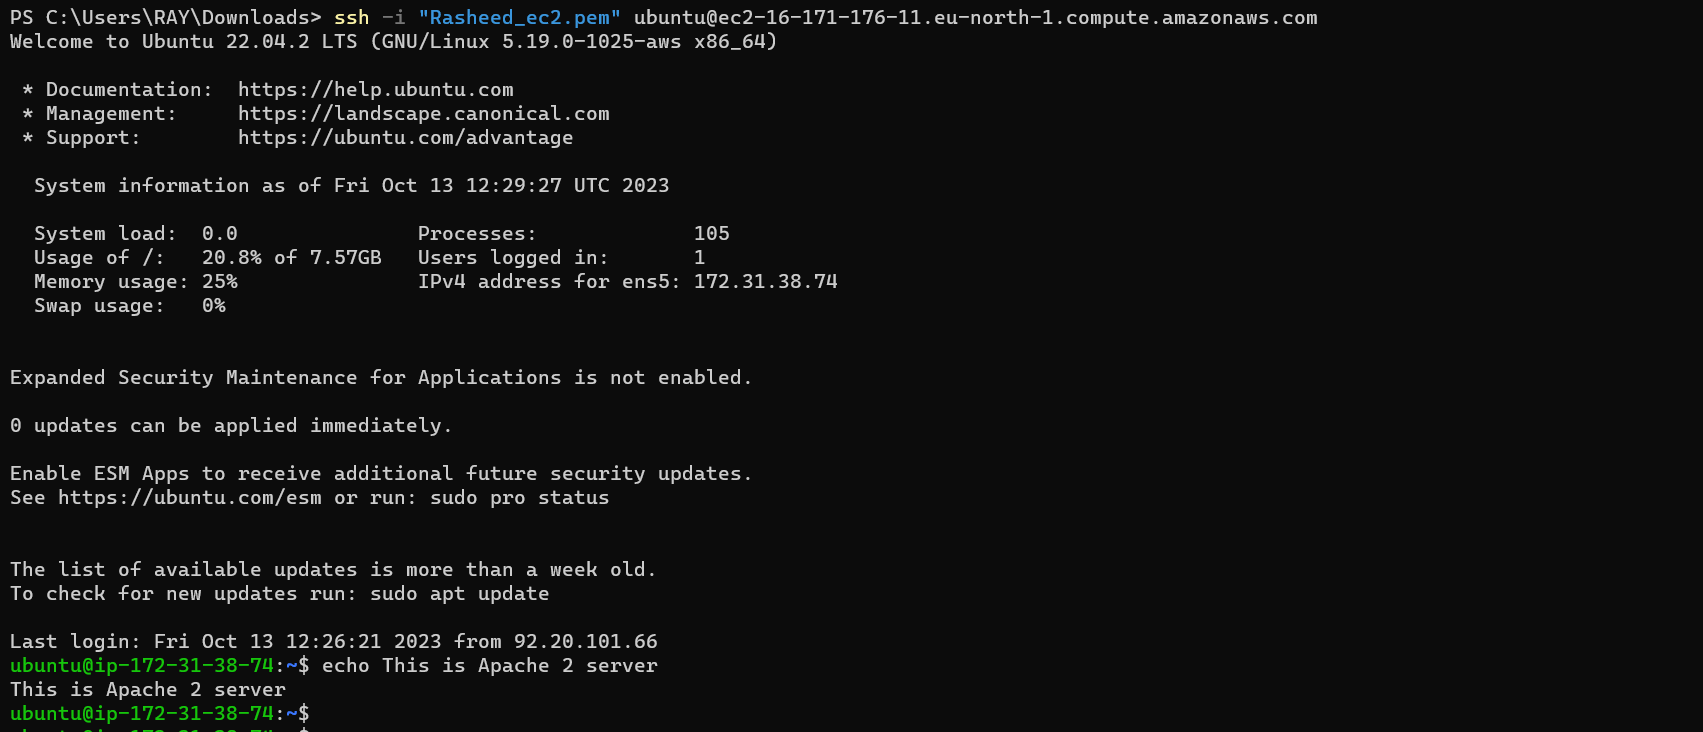 PS C:\Users\RAY\Downloads> ssh -i "Rasheed_ec2.pem" ubuntu@ec2-16-171-176-11.eu-north-1.compute.amazonaws.com
Welcome to Ubuntu 22.04.2 LTS (GNU/Linux 5.19.0-1025-aws x86_64)
* Documentation:  https://help.ubuntu.com
* Management:     https://landscape.canonical.com
* Support:        https://ubuntu.com/advantage
System information as of Fri Oct 13 12:29:27 UTC 2023
System load:  0.0               Processes:             105
Usage of /:   20.8% of 7.57GB   Users logged in:       1
Memory usage: 25%               IPv4 address for ens5: 172.31.38.74
Swap usage:   0%
Expanded Security Maintenance for Applications is not enabled.
0 updates can be applied immediately.
Enable ESM Apps to receive additional future security updates.
See https://ubuntu.com/esm or run: sudo pro status
The list of available updates is more than a week old.
To check for new updates run: sudo apt update
Last login: Fri Oct 13 12:26:21 2023 from 92.20.101.66
ubuntu@ip-172-31-38-74:~$ echo This is Apache 2 server
This is Apache 2 server
ubuntu@ip-172-31-38-74:~$